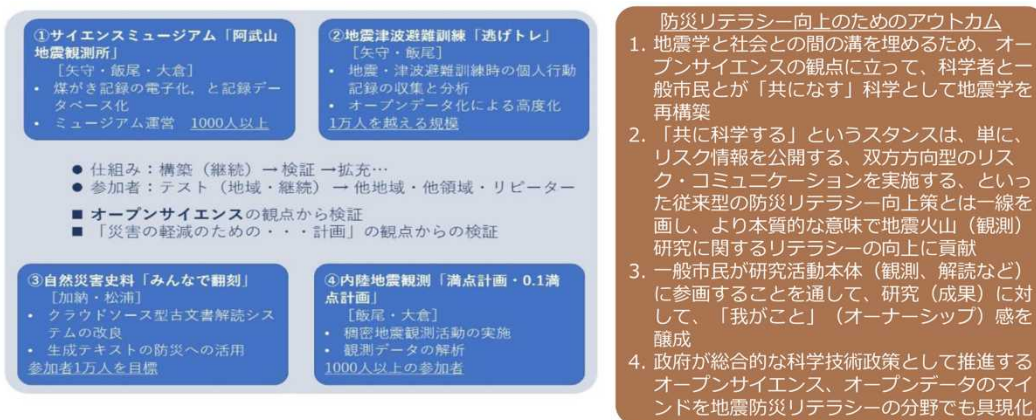 ①サイエンスミュージアム「阿武山
地震観測所」
［矢守・飯尾・大倉］
• 煤がき記録の電子化，と記録デー
タベース化
• ミュージアム運営　1000人以上
②地震津波避難訓練「逃げトレ」
［矢守・飯尾］
• 地震・津波避難訓練時の個人行動
記録の収集と分析
• オープンデータ化による高度化
1万人を越える規模
● 仕組み：構築（継続）→検証→拡充…
● 参加者：テスト（地域・継続）→他地域・他領域・リピーター
■ オープンサイエンスの観点から検証
■ 「災害の軽減のための・・・計画」の観点からの検証
③自然災害史料「みんなで翻刻」
［加納・松浦］
• クラウドソース型古文書解読シス
テムの改良
• 生成テキストの防災への活用
参加者1万人を目標
④内陸地震観測「満点計画・0.1満
点計画」
［飯尾・大倉］
• 稠密地震観測活動の実施
• 観測データの解析
1000人以上の参加者
防災リテラシー向上のためのアウトカム
1. 地震学と社会との間の溝を埋めるため、オー
プンサイエンスの観点に立って、科学者と一
般市民とが「共になす」科学として地震学を
再構築
2. 「共に科学する」というスタンスは、単に、
リスク情報を公開する、双方方向型のリス
ク・コミュニケーションを実施する、といっ
た従来型の防災リテラシー向上策とは一線を
画し、より本質的な意味で地震火山（観測）
研究に関するリテラシーの向上に貢献
3. 一般市民が研究活動本体（観測、解読など）
に参画することを通して、研究（成果）に対
して、「我がこと」（オーナーシップ）感を
醸成
4. 政府が総合的な科学技術政策として推進する
オープンサイエンス、オープンデータのマイ
ンドを地震防災リテラシーの分野でも具現化